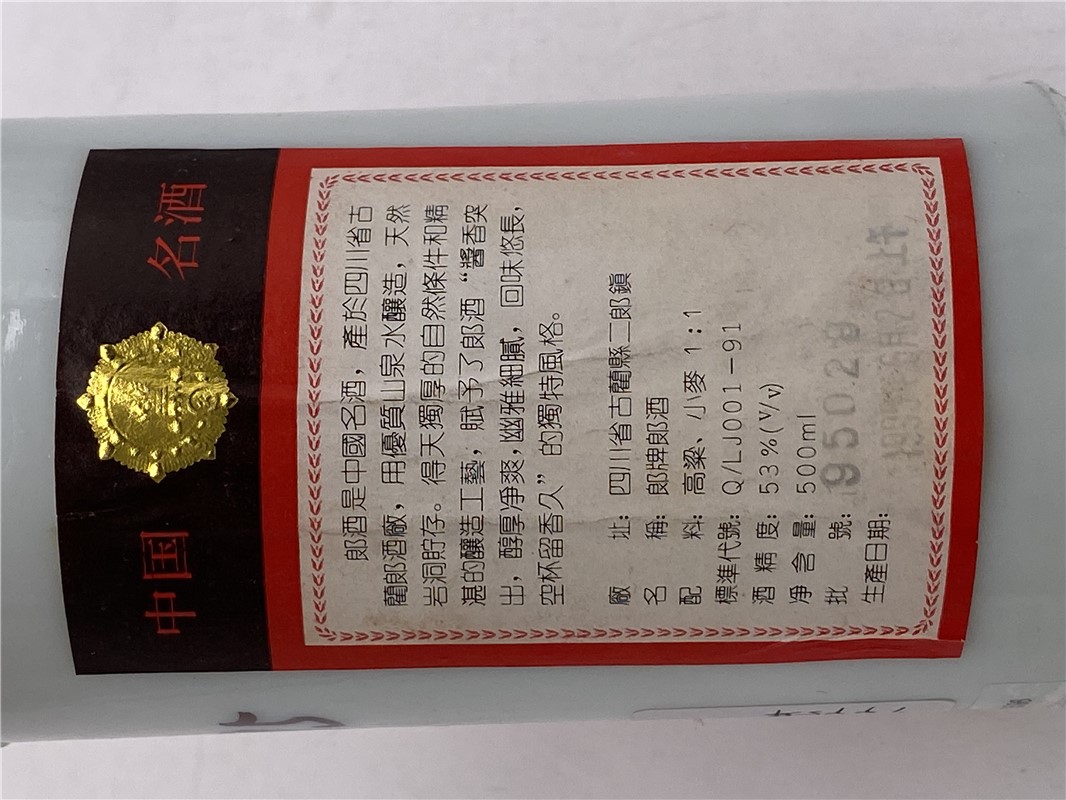 中国 名酒
郎酒是中國名酒，產於四川省古
藺郎酒廠，用優質山泉水釀造，天然
岩洞貯存。得天獨厚的自然條件和精
湛的釀造工藝，賦予了郎酒“醬香突
出，醇厚凈爽，幽雅細膩，回味悠長，
空杯留香久”的獨特風格。
廠 址：四川省古藺縣二郎鎮
名 稱：郎牌郎酒
配 料：高粱、小麥 1:1
標準代號：Q/LJ001-91
酒 精 度：53%(V/v)
凈 含 量：500ml
批 號：95028
生產日期：